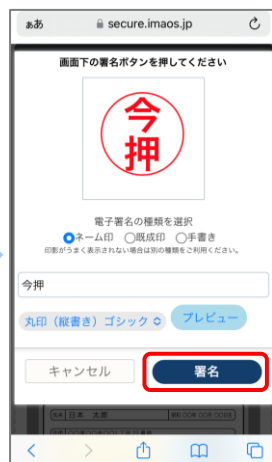 ぁあ secure.imaos.jp
画面下の署名ボタンを押してください
今
押
電子署名の種類を選択
ネーム印 既成印 手書き
印影がうまく表示されない場合は別の種類をご利用ください。
今押
丸印（縦書き）ゴシック プレビュー
キャンセル 署名
日本 太郎